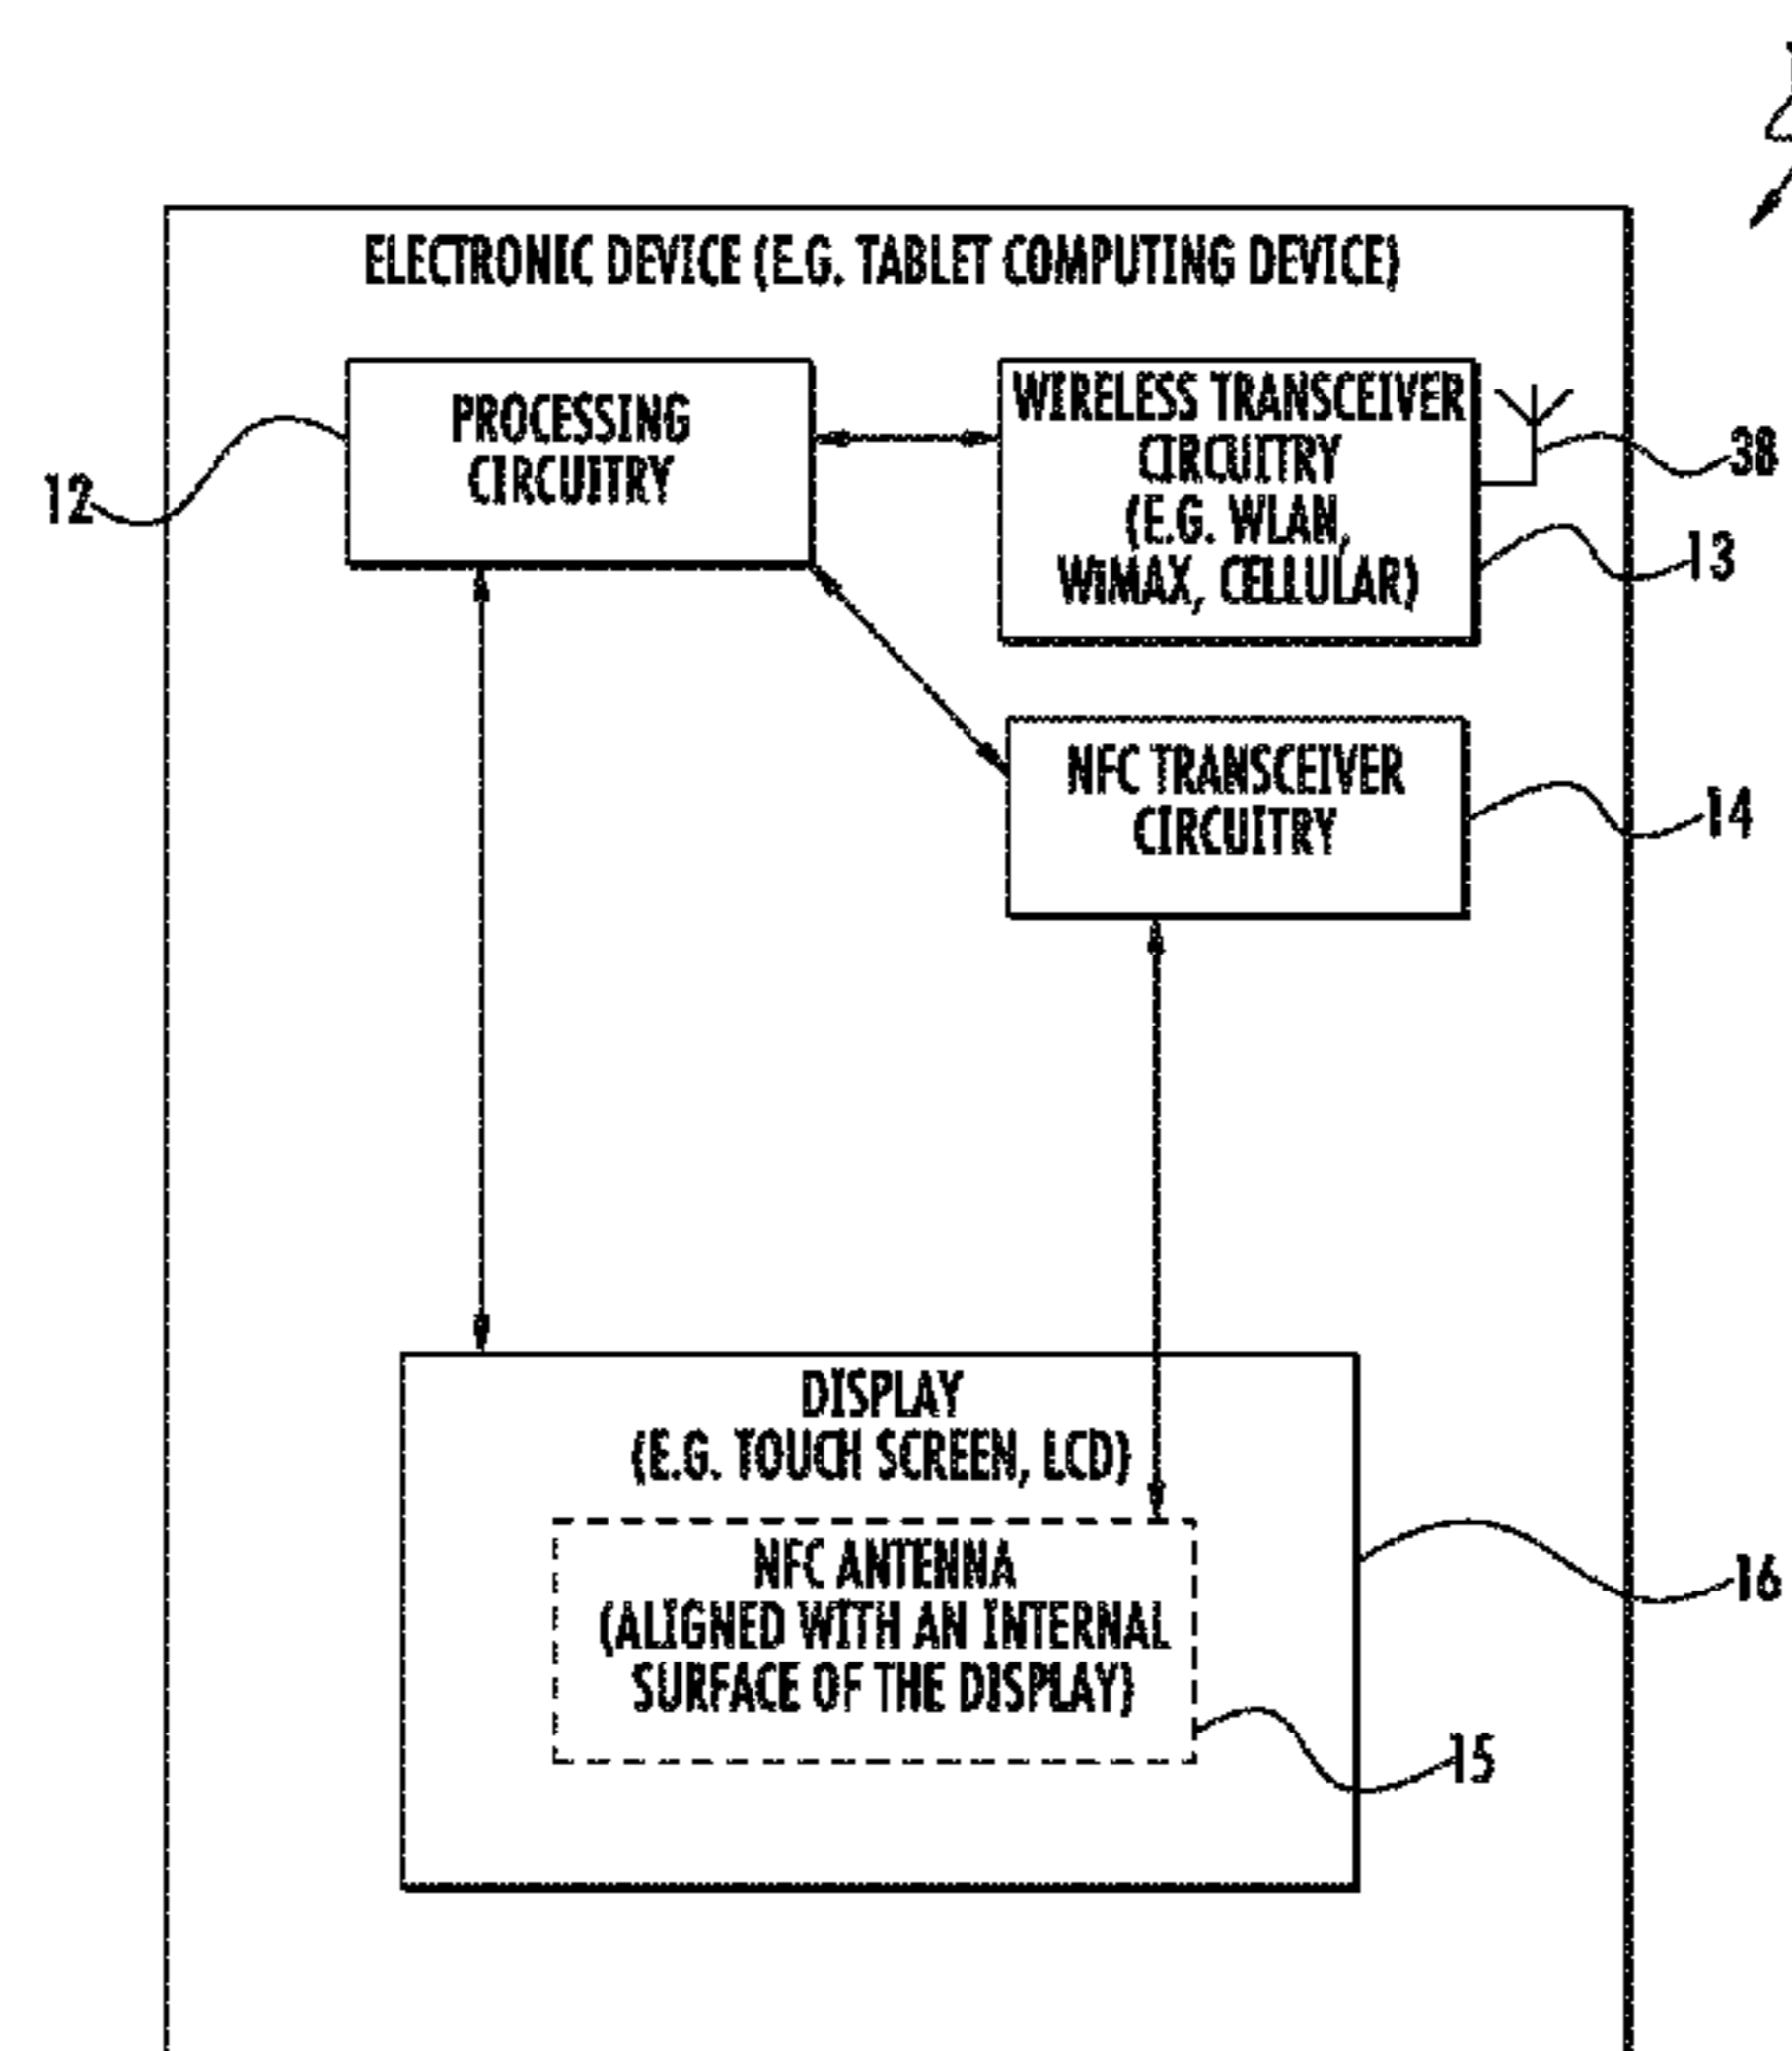 ELECTRONIC DEVICE (E.G. TABLET COMPUTING DEVICE)
PROCESSING
CIRCUITRY
12
WIRELESS TRANSCEIVER
CIRCUITRY
(E.G. WLAN,
WiMAX, CELLULAR)
38
13
NFC TRANSCEIVER
CIRCUITRY
14
DISPLAY
(E.G. TOUCH SCREEN, LCD)
NFC ANTENNA
(ALIGNED WITH AN INTERNAL
SURFACE OF THE DISPLAY)
16
15